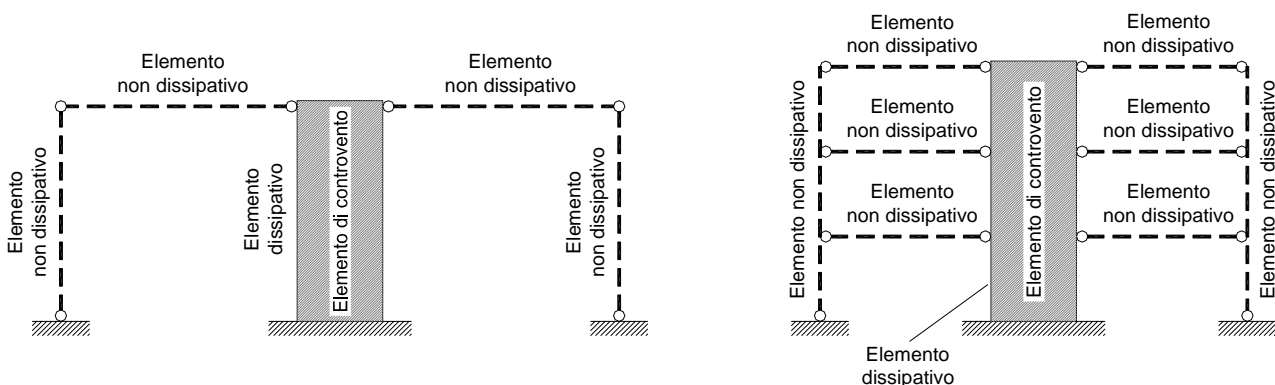 Elemento
non dissipativo
Elemento
non dissipativo
Elemento
non dissipativo
Elemento
dissipativo
Elemento di controvento
Elemento
non dissipativo
Elemento
non dissipativo
Elemento
non dissipativo
Elemento
non dissipativo
Elemento
non dissipativo
Elemento
non dissipativo
Elemento
non dissipativo
Elemento non dissipativo
Elemento di controvento
Elemento non dissipativo
Elemento
dissipativo